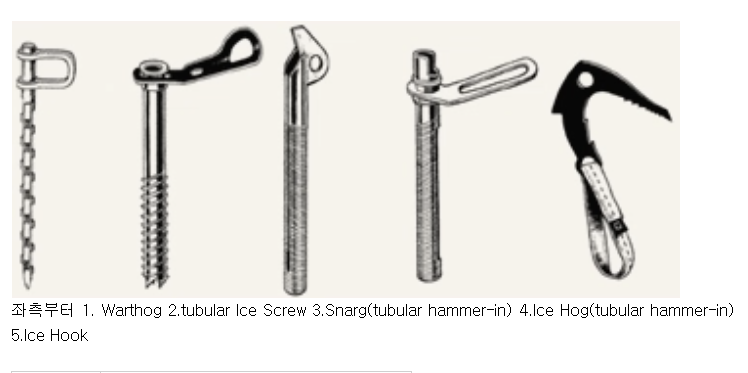 좌측부터 1. Warthog 2.tubular Ice Screw 3.Snarg(tubular hammer-in) 4.Ice Hog(tubular hammer-in)
5.Ice Hook